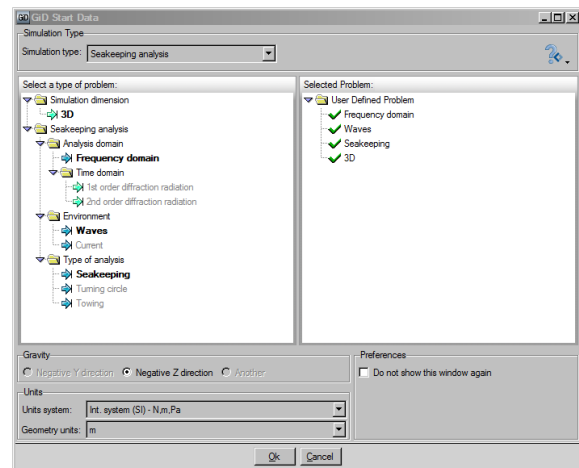 GiD GiD Start Data
Simulation Type
Simulation type: Seakeeping analysis
Select a type of problem:
Simulation dimension
3D
Seakeeping analysis
Analysis domain
Frequency domain
Time domain
1st order diffraction radiation
2nd order diffraction radiation
Environment
Waves
Current
Type of analysis
Seakeeping
Turning circle
Towing
Selected Problem:
User Defined Problem
Frequency domain
Waves
Seakeeping
3D
Gravity
Negative Y direction Negative Z direction Another
Preferences
Do not show this window again
Units
Units system: Int. system (SI) - N,m,Pa
Geometry units: m
Ok Cancel